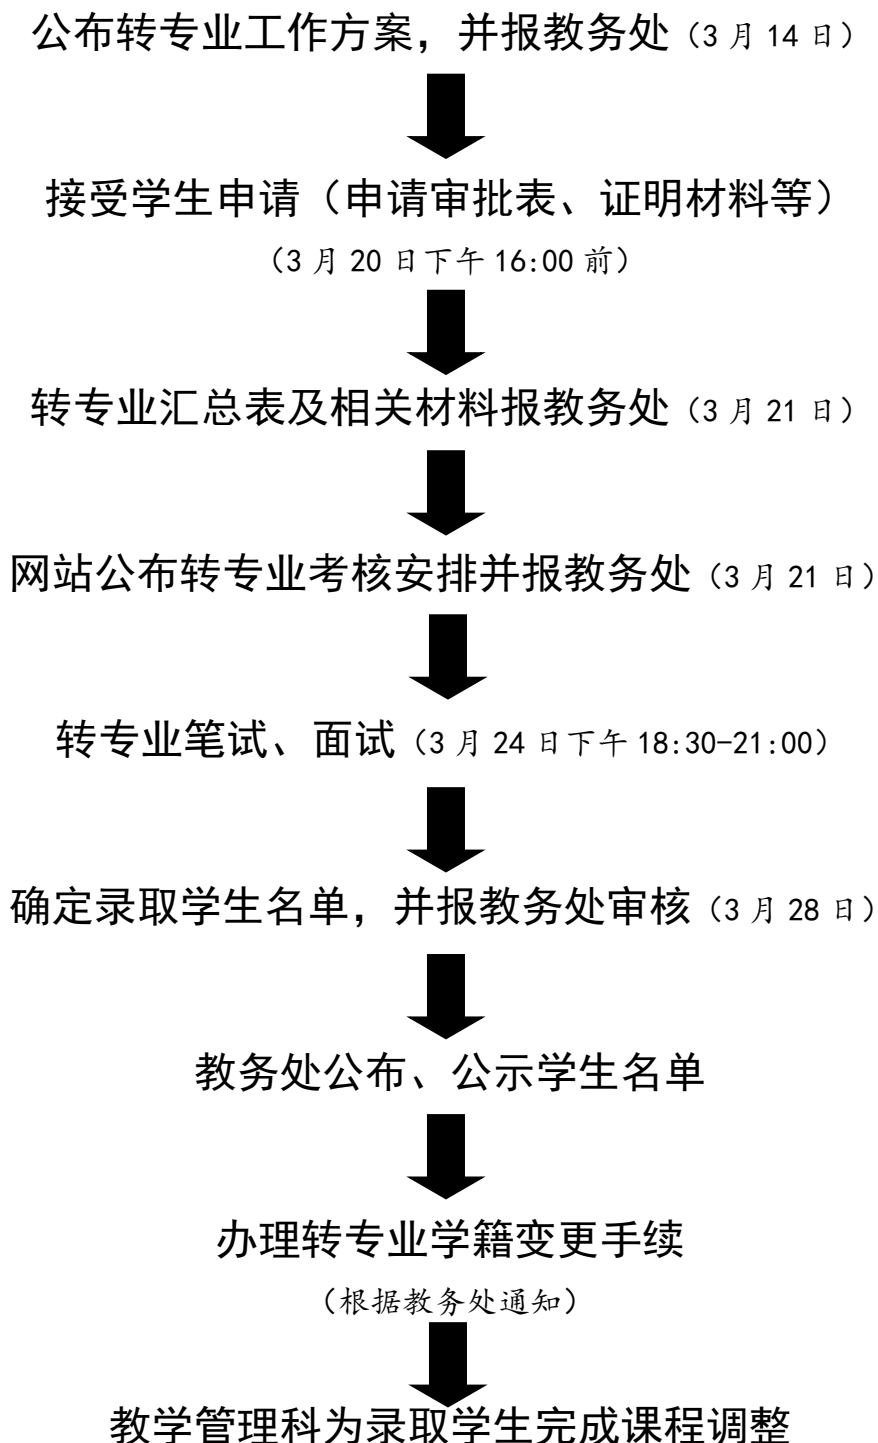 公布转专业工作方案，并报教务处（3月14日）
接受学生申请（申请审批表、证明材料等）
（3月20日下午16:00前）
转专业汇总表及相关材料报教务处（3月21日）
网站公布转专业考核安排并报教务处（3月21日）
转专业笔试、面试（3月24日下午18:30-21:00）
确定录取学生名单，并报教务处审核（3月28日）
教务处公布、公示学生名单
办理转专业学籍变更手续
（根据教务处通知）
教学管理科为录取学生完成课程调整